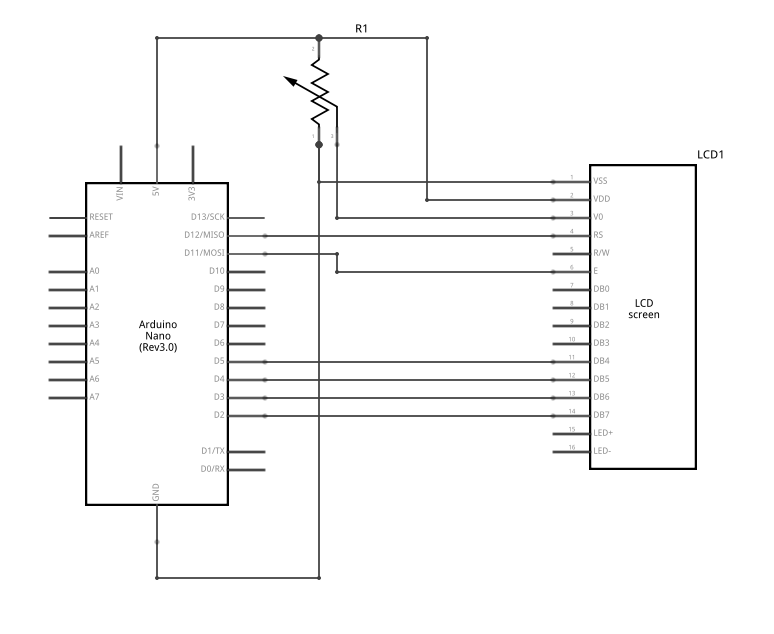 R1
2
1
3
LCD1
VIN
5V
3V3
RESET
AREF
A0
A1
A2
A3
A4
A5
A6
A7
Arduino
Nano
(Rev3.0)
D13/SCK
D12/MISO
D11/MOSI
D10
D9
D8
D7
D6
D5
D4
D3
D2
D1/TX
D0/RX
GND
1 VSS
2 VDD
3 V0
4 RS
5 R/W
6 E
7 DB0
8 DB1
9 DB2
10 DB3
11 DB4
12 DB5
13 DB6
14 DB7
15 LED+
16 LED-
LCD
screen